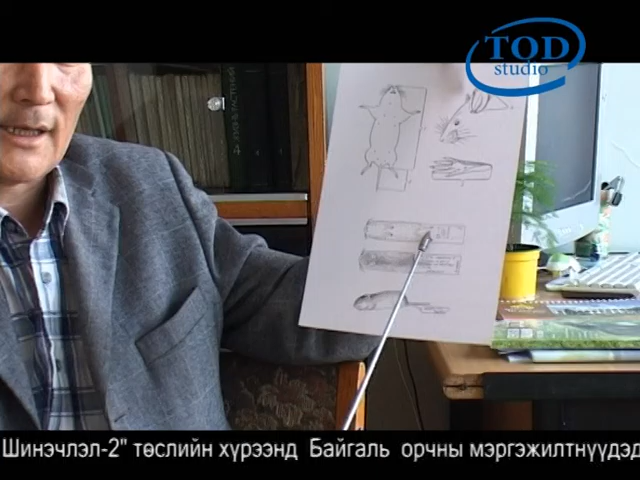 TOD
studio
Шинэчлэл-2" төслийн хүрээнд Байгаль орчны мэргэжилтнүүдэд